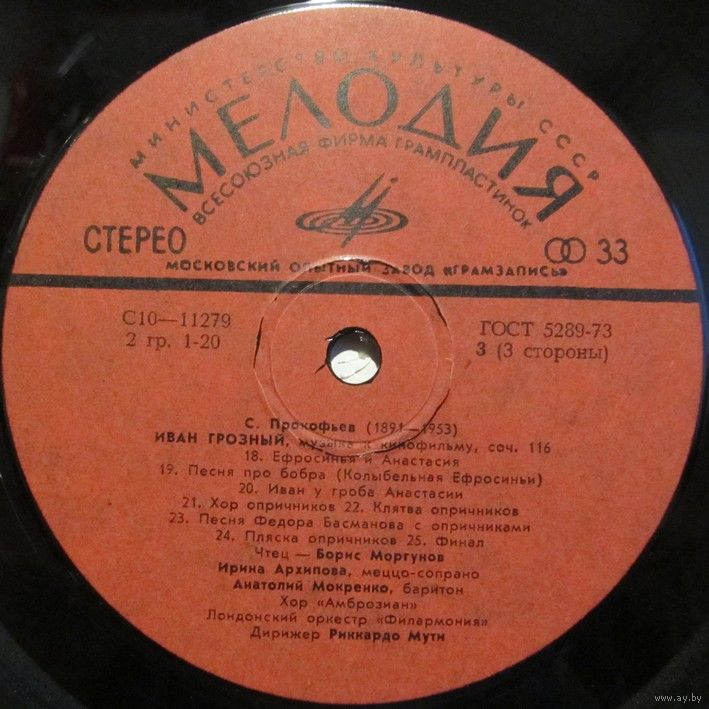 МИНИСТЕРСТВО КУЛЬТУРЫ СССР
МЕЛОДИЯ
ВСЕСОЮЗНАЯ ФИРМА ГРАМПЛАСТИНОК
СТЕРЕО
33
МОСКОВСКИЙ ОПЫТНЫЙ ЗАВОД «ГРАМЗАПИСЬ»
С10—11279
2 гр. 1-20
ГОСТ 5289-73
3 (3 стороны)
С. Прокофьев (1891—1953)
ИВАН ГРОЗНЫЙ, музыка к кинофильму, соч. 116
18. Ефросинья и Анастасия
19. Песня про бобра (Колыбельная Ефросиньи)
20. Иван у гроба Анастасии
21. Хор опричников 22. Клятва опричников
23. Песня Федора Басманова с опричниками
24. Пляска опричников 25. Финал
Чтец — Борис Моргунов
Ирина Архипова, меццо-сопрано
Анатолий Мокренко, баритон
Хор «Амброзиан»
Лондонский оркестр «Филармония»
Дирижер Риккардо Мути
www.ay.by